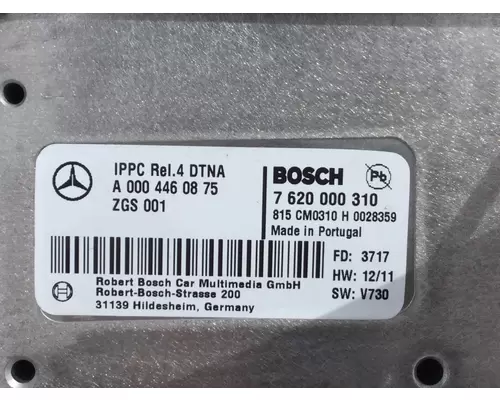 IPPC Rel.4 DTNA
A 000 446 08 75
ZGS 001
BOSCH
Pb
7 620 000 310
815 CM0310 H 0028359
Made in Portugal
FD: 3717
HW: 12/11
SW: V730
Robert Bosch Car Multimedia GmbH
Robert-Bosch-Strasse 200
31139 Hildesheim, Germany